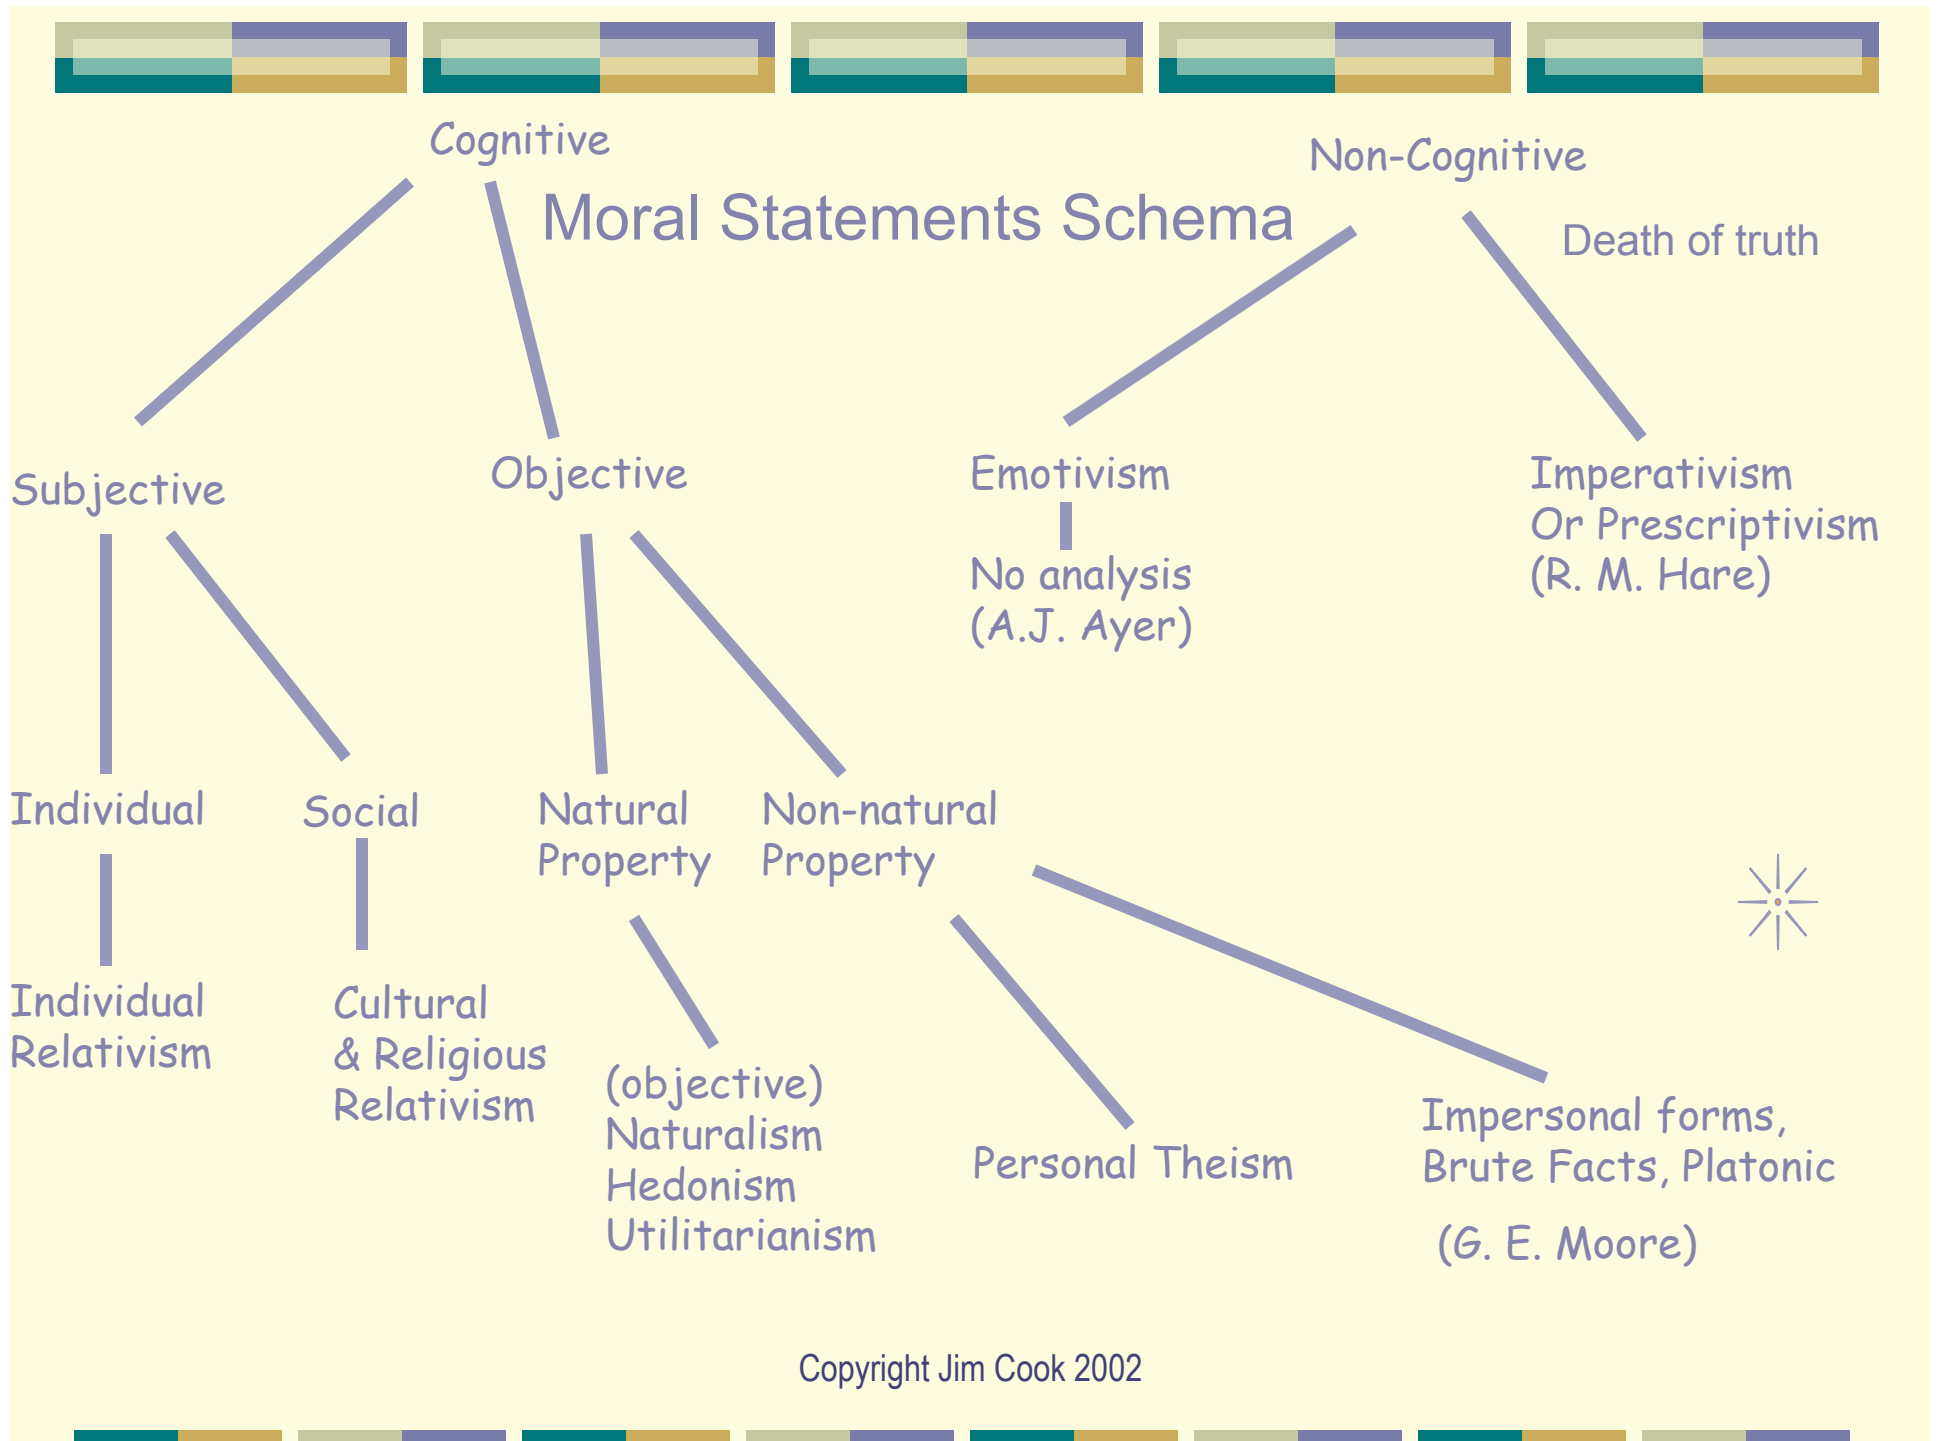 Cognitive
Non-Cognitive
Moral Statements Schema
Death of truth
Subjective
Objective
Emotivism
No analysis
(A.J. Ayer)
Imperativism
Or Prescriptivism
(R. M. Hare)
Individual
Social
Natural
Property
Non-natural
Property
Individual
Relativism
Cultural
& Religious
Relativism
(objective)
Naturalism
Hedonism
Utilitarianism
Personal Theism
Impersonal forms,
Brute Facts, Platonic
(G. E. Moore)
Copyright Jim Cook 2002